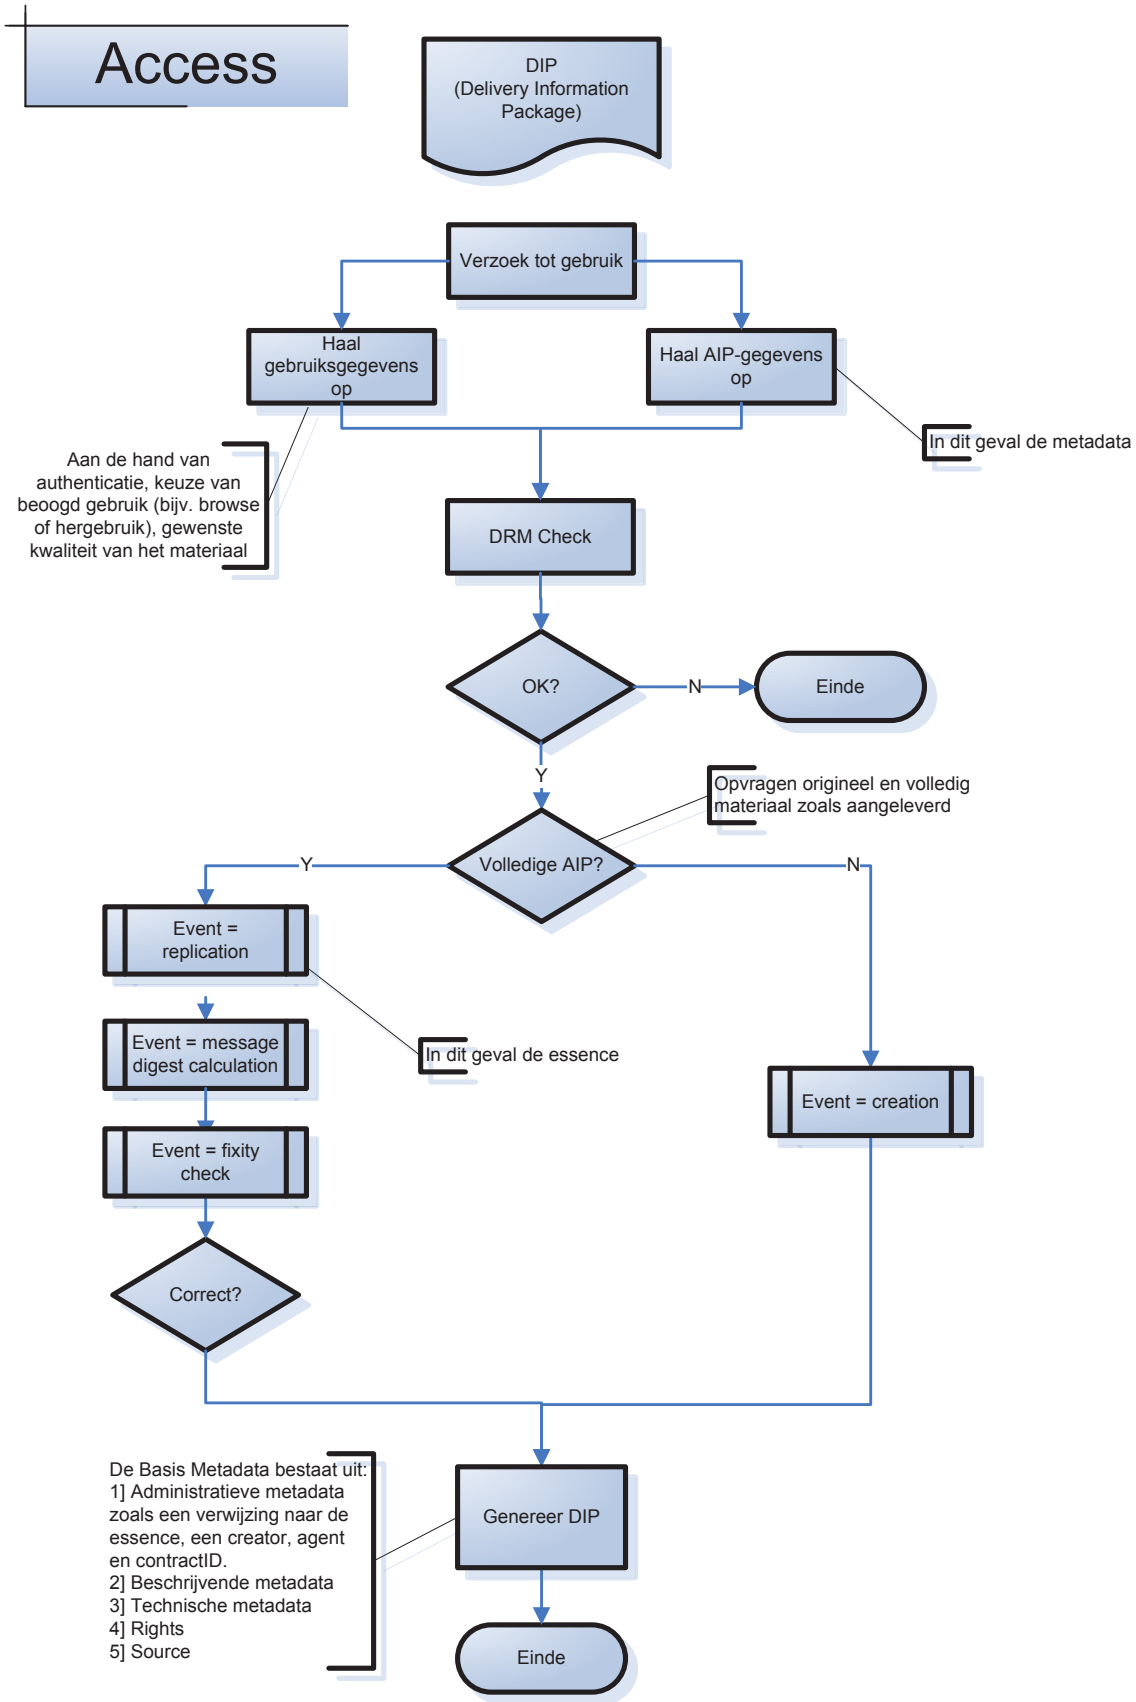 Access
DIP
(Delivery Information
Package)
Verzoek tot gebruik
Haal
gebruiksgegevens
op
Haal AIP-gegevens
op
In dit geval de metadata
Aan de hand van
authenticatie, keuze van
beoogd gebruik (bijv. browse
of hergebruik), gewenste
kwaliteit van het materiaal
DRM Check
OK?
N
Einde
Y
Opvragen origineel en volledig
materiaal zoals aangeleverd
Volledige AIP?
Y
N
Event =
replication
Event = message
digest calculation
In dit geval de essence
Event = creation
Event = fixity
check
Correct?
De Basis Metadata bestaat uit:
1] Administratieve metadata
zoals een verwijzing naar de
essence, een creator, agent
en contractID.
2] Beschrijvende metadata
3] Technische metadata
4] Rights
5] Source
Genereer DIP
Einde